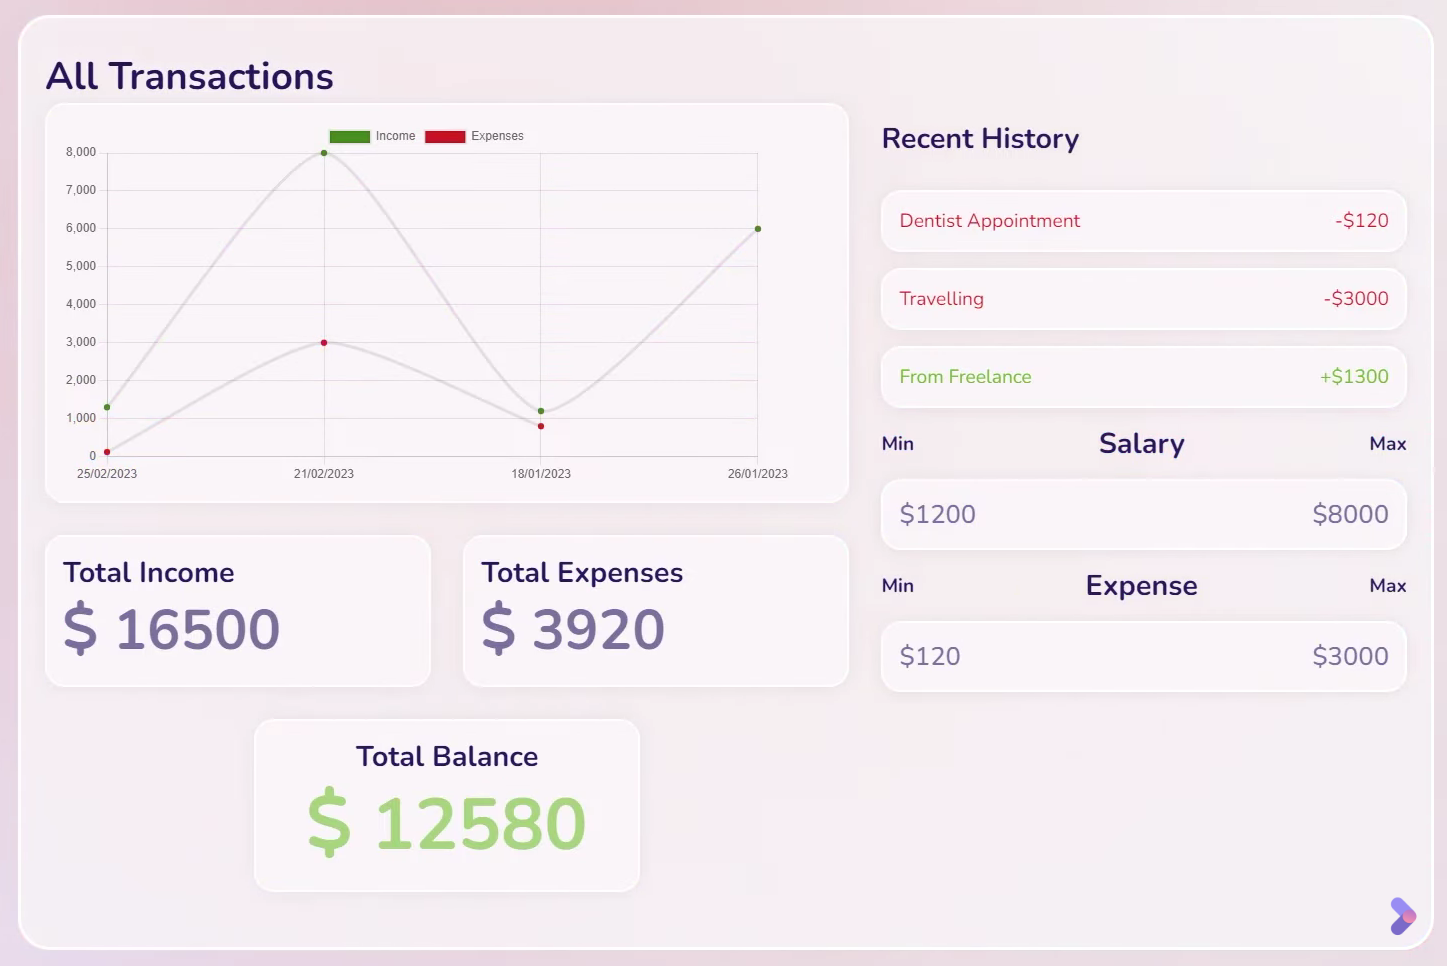 All Transactions
Income Expenses
8,000
7,000
6,000
5,000
4,000
3,000
2,000
1,000
0
25/02/2023 21/02/2023 18/01/2023 26/01/2023
Total Income
$ 16500
Total Expenses
$ 3920
Total Balance
$ 12580
Recent History
Dentist Appointment -$120
Travelling -$3000
From Freelance +$1300
Min Salary Max
$1200 $8000
Min Expense Max
$120 $3000